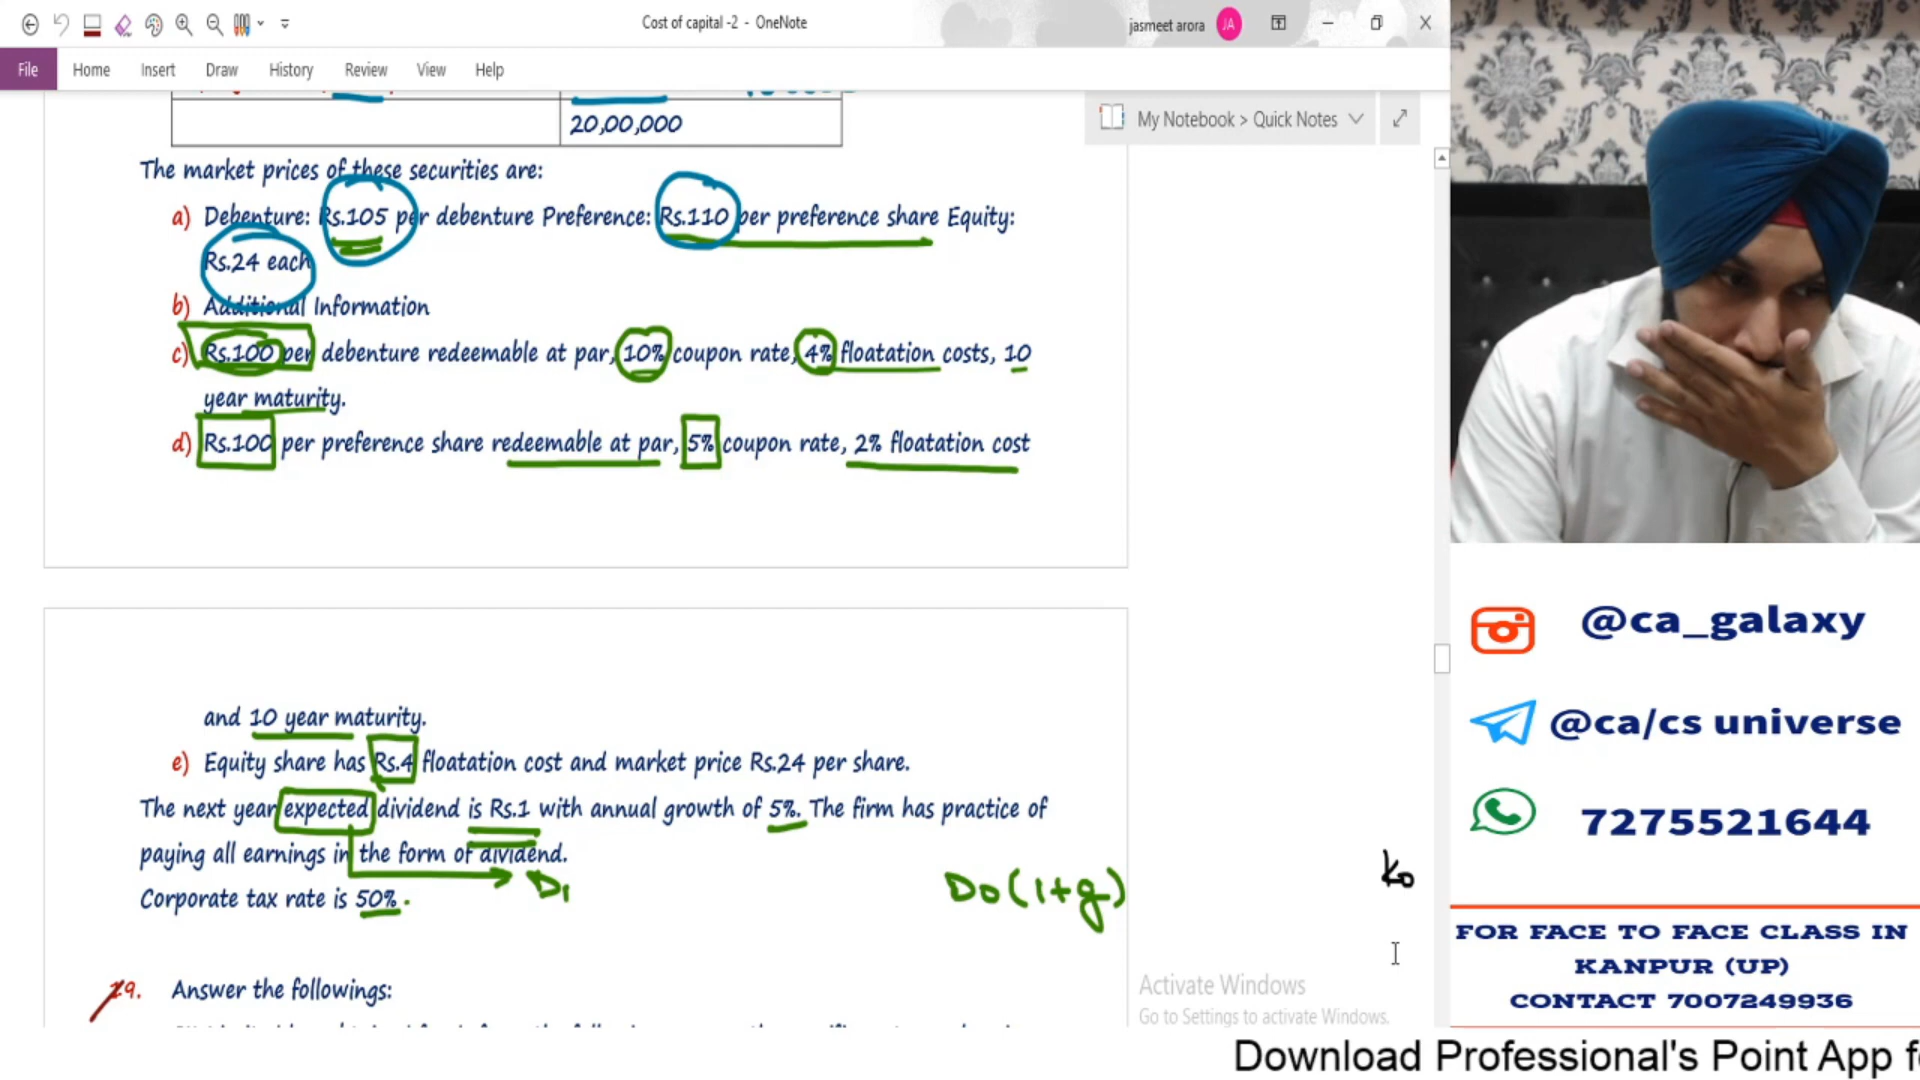 Cost of capital -2 - OneNote
jasmeet arora
JA
File Home Insert Draw History Review View Help
My Notebook > Quick Notes
20,00,000
The market prices of these securities are:
a) Debenture: Rs.105 per debenture Preference: Rs.110 per preference share Equity:
Rs.24 each
b) Additional Information
c) Rs.100 per debenture redeemable at par, 10% coupon rate, 4% floatation costs, 10
year maturity.
d) Rs.100 per preference share redeemable at par, 5% coupon rate, 2% floatation cost
and 10 year maturity.
e) Equity share has Rs.4 floatation cost and market price Rs.24 per share.
The next year expected dividend is Rs.1 with annual growth of 5%. The firm has practice of
paying all earnings in the form of dividend.
D1
Corporate tax rate is 50%.
Do(1+g)
Ko
19. Answer the followings:
Activate Windows
Go to Settings to activate Windows.
@ca_galaxy
@ca/cs universe
7275521644
FOR FACE TO FACE CLASS IN
KANPUR (UP)
CONTACT 7007249936
Download Professional's Point App f